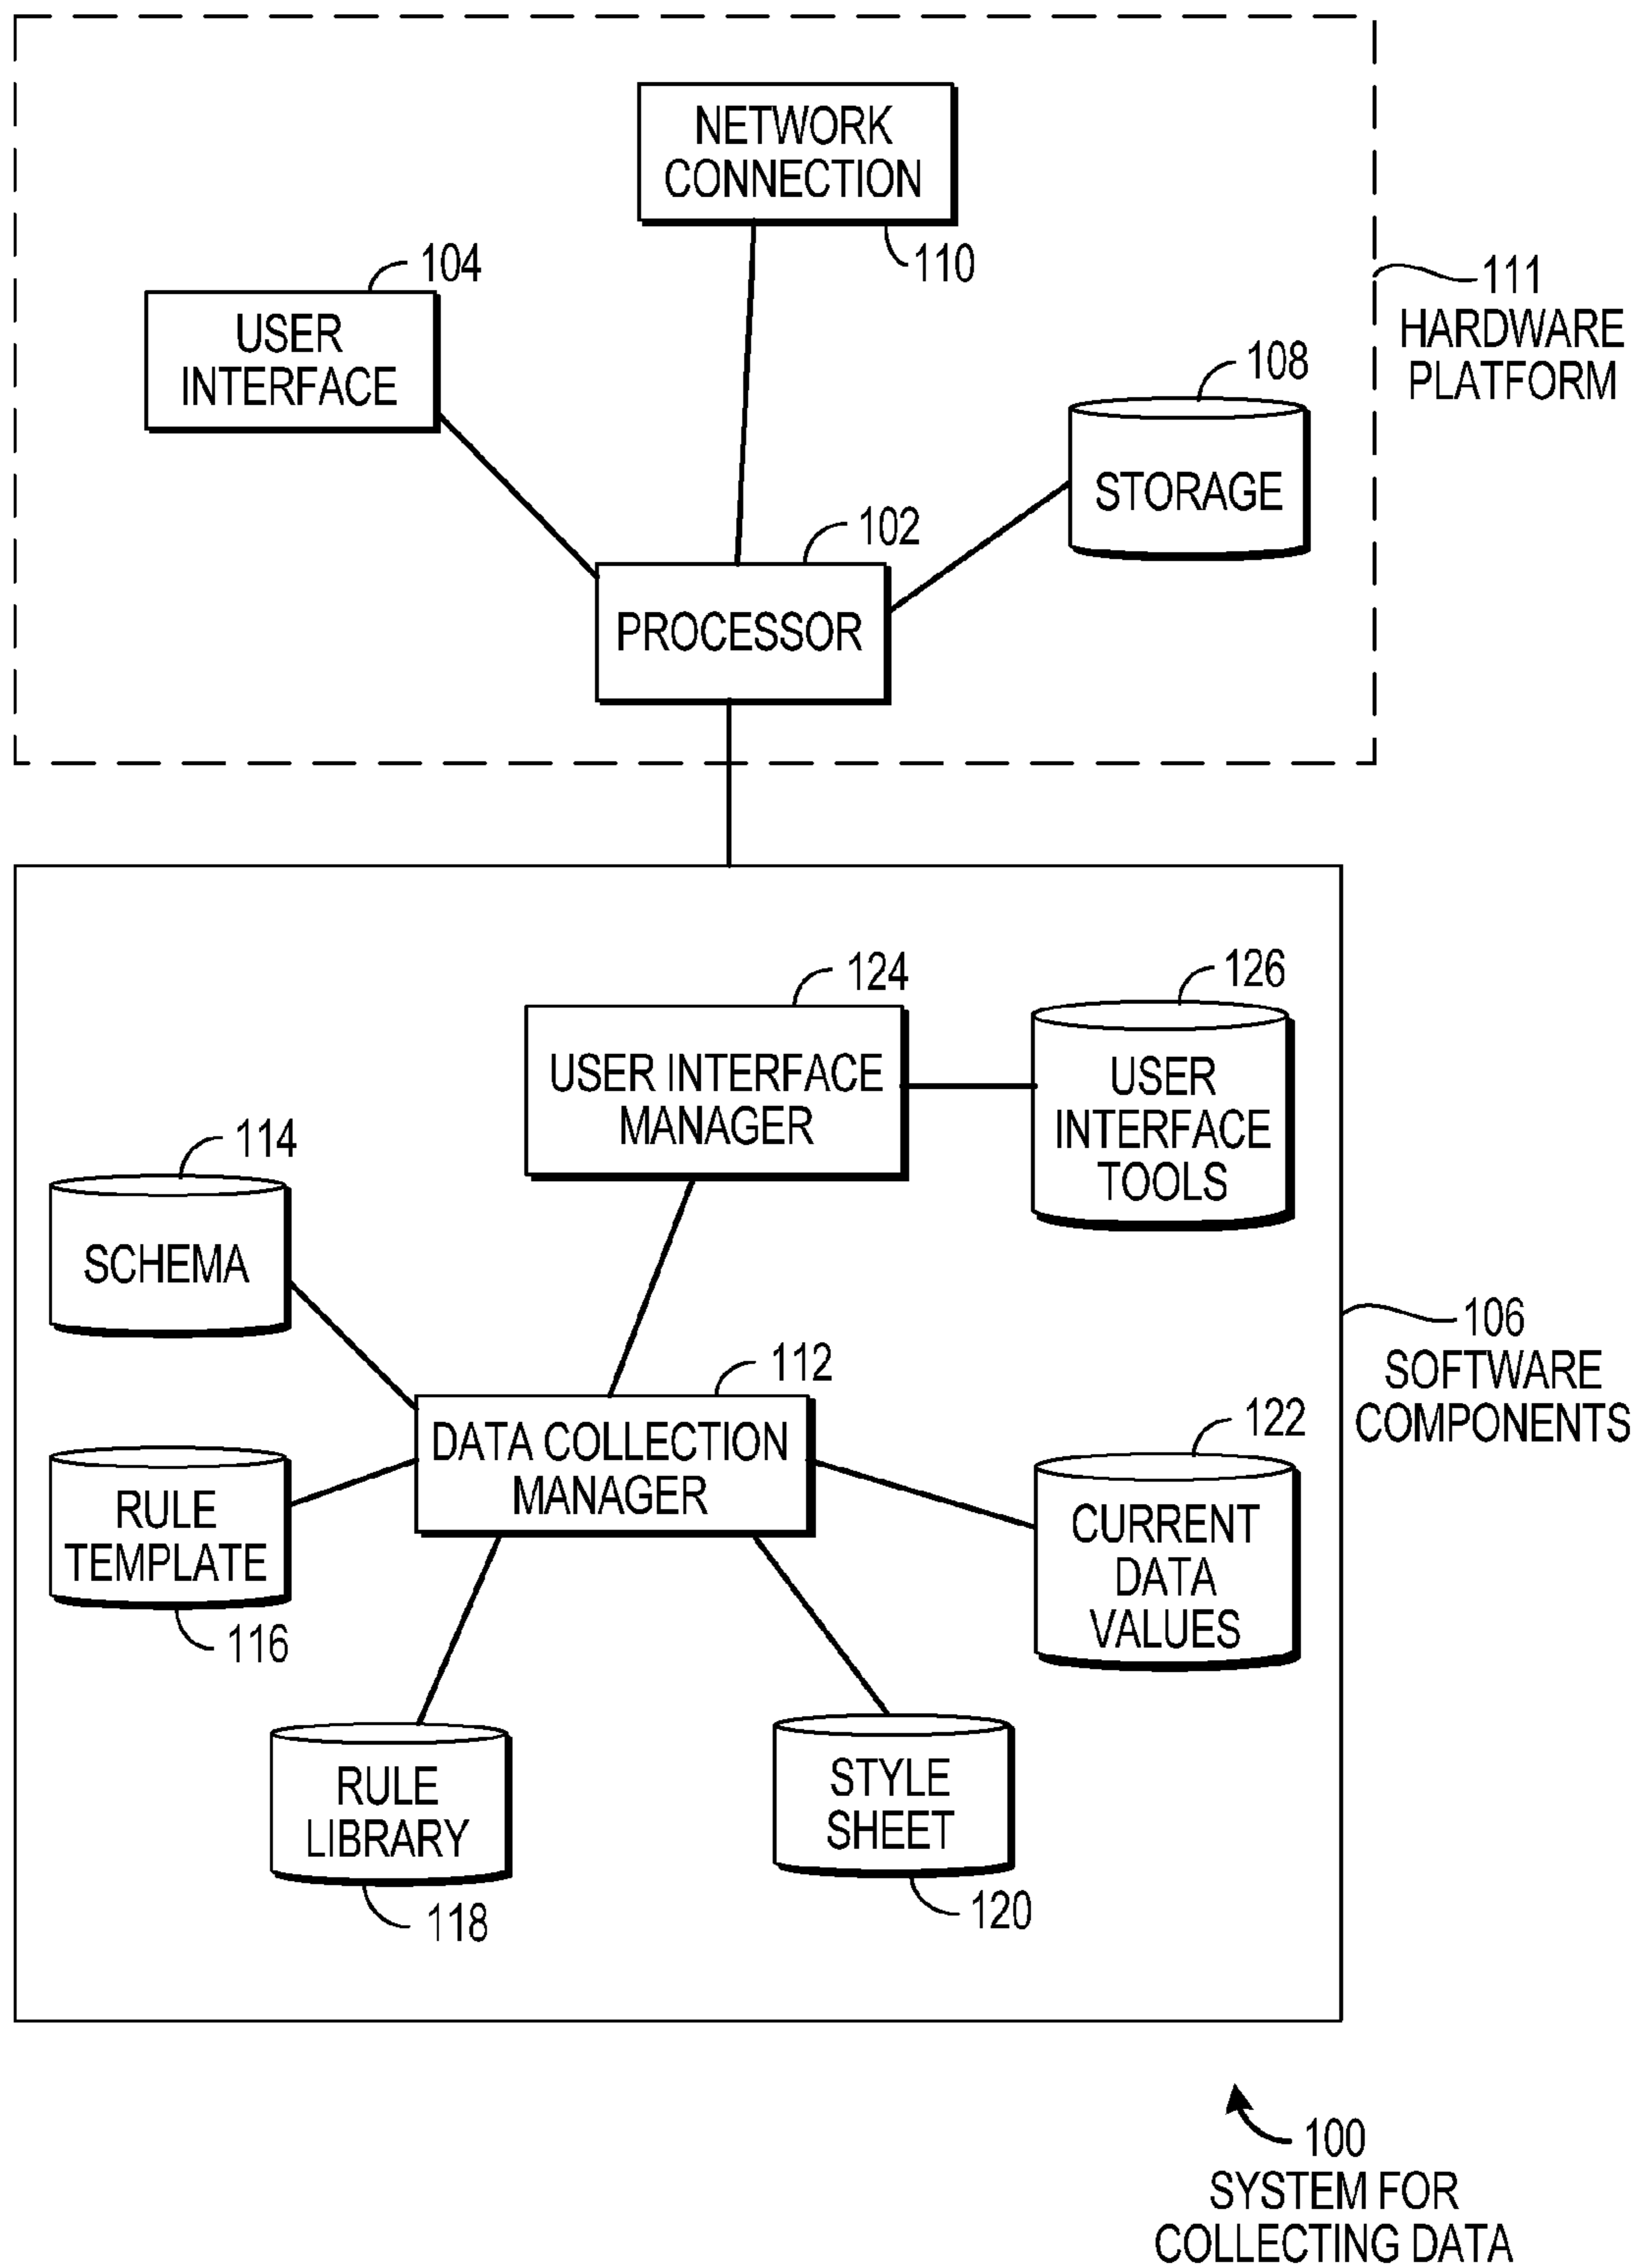 NETWORK
CONNECTION
110
104
USER
INTERFACE
111
HARDWARE
PLATFORM
108
STORAGE
102
PROCESSOR
124
USER INTERFACE
MANAGER
126
USER
INTERFACE
TOOLS
114
SCHEMA
106
SOFTWARE
COMPONENTS
112
DATA COLLECTION
MANAGER
122
CURRENT
DATA
VALUES
RULE
TEMPLATE
116
RULE
LIBRARY
118
STYLE
SHEET
120
100
SYSTEM FOR
COLLECTING DATA